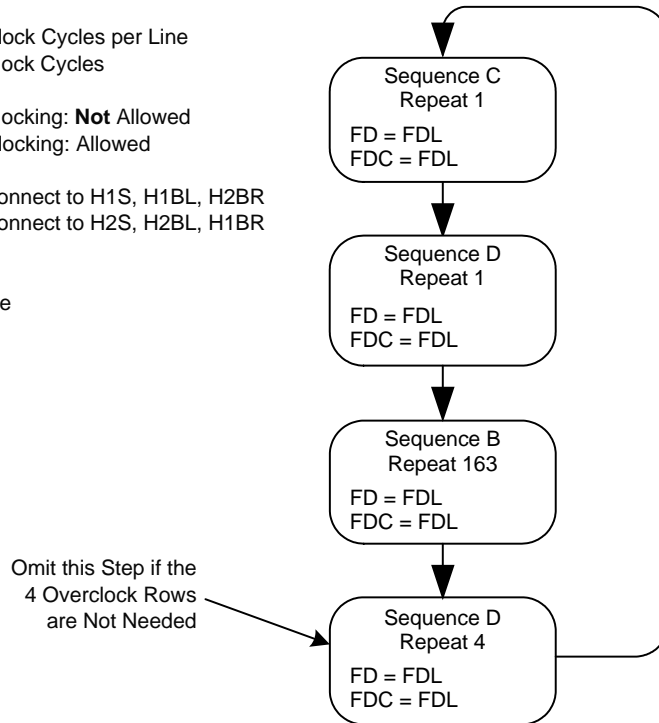 lock Cycles per Line
lock Cycles
locking: Not Allowed
locking: Allowed
onnect to H1S, H1BL, H2BR
onnect to H2S, H2BL, H1BR
e
Sequence C
Repeat 1
FD = FDL
FDC = FDL
Sequence D
Repeat 1
FD = FDL
FDC = FDL
Sequence B
Repeat 163
FD = FDL
FDC = FDL
Omit this Step if the
4 Overclock Rows
are Not Needed
Sequence D
Repeat 4
FD = FDL
FDC = FDL